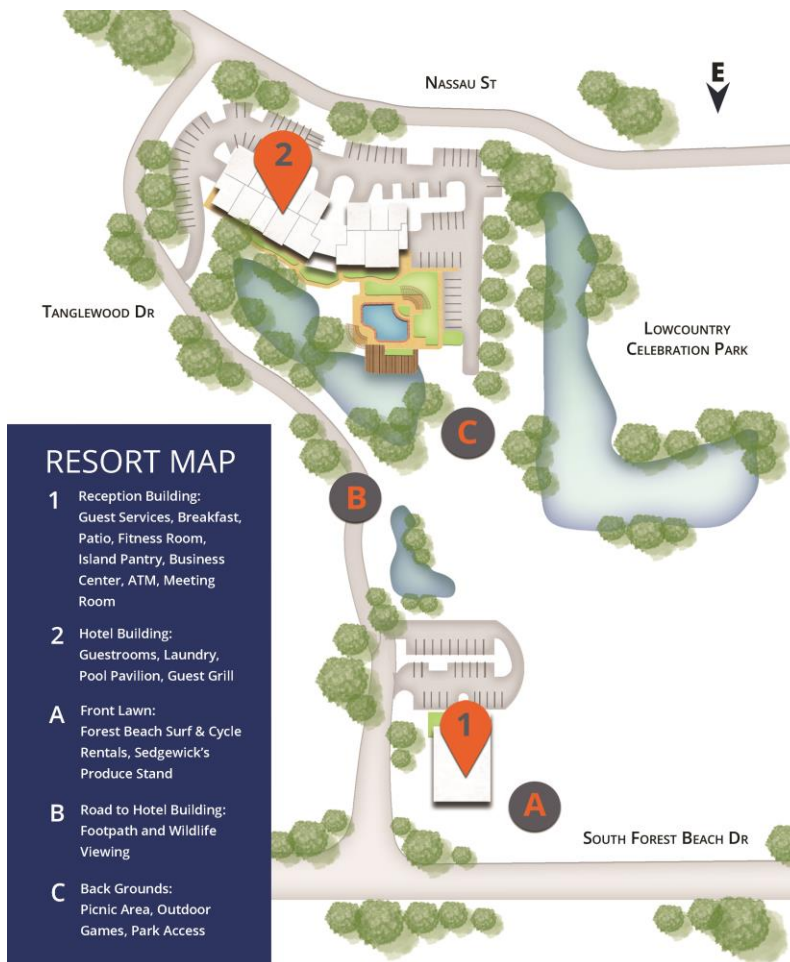 NASSAU ST
E
2
TANGLEWOOD DR
LOWCOUNTRY
CELEBRATION PARK
C
B
1
A
SOUTH FOREST BEACH DR
RESORT MAP
1 Reception Building:
Guest Services, Breakfast,
Patio, Fitness Room,
Island Pantry, Business
Center, ATM, Meeting
Room
2 Hotel Building:
Guestrooms, Laundry,
Pool Pavilion, Guest Grill
A Front Lawn:
Forest Beach Surf & Cycle
Rentals, Sedgewick's
Produce Stand
B Road to Hotel Building:
Footpath and Wildlife
Viewing
C Back Grounds:
Picnic Area, Outdoor
Games, Park Access